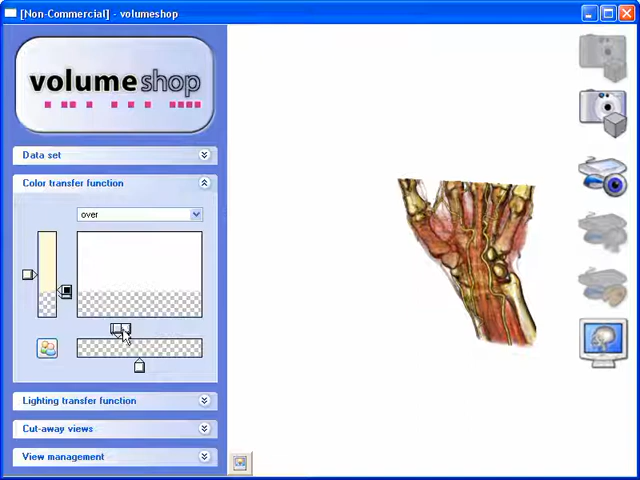 [Non-Commercial] - volumeshop
volumeshop
Data set
Color transfer function
over
Lighting transfer function
Cut-away views
View management